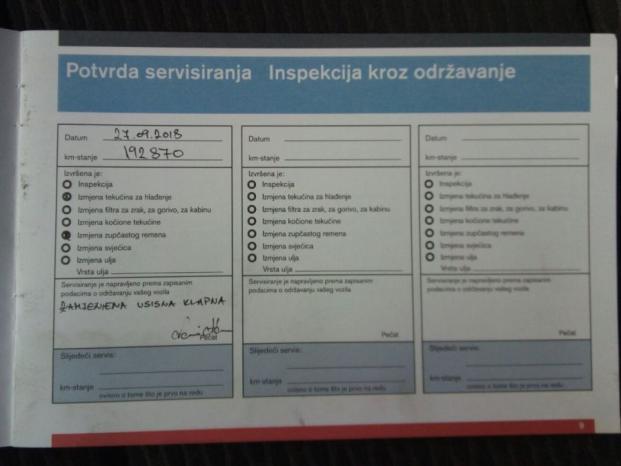 Potvrda servisiranja Inspekcija kroz održavanje
Datum 27.09.2018
km-stanje 192870
Izvršena je:
Inspekcija
Izmjena tekućina za hlađenje
Izmjena filtra za zrak, za gorivo, za kabinu
Izmjena kočione tekućine
Izmjena zupčastog remena
Izmjena svjećica
Izmjena ulja
Vrsta ulja
Servisiranje je napravljeno prema zapisanim
podacima o održavanju vašeg vozila
ZAMJENJENA USISNA KLAPNA
Pečat
Slijedeći servis:
km-stanje
ovisno o tome što je prvo na redu
Datum
km-stanje
Izvršena je:
Inspekcija
Izmjena tekućina za hlađenje
Izmjena filtra za zrak, za gorivo, za kabinu
Izmjena kočione tekućine
Izmjena zupčastog remena
Izmjena svjećica
Izmjena ulja
Vrsta ulja
Servisiranje je napravljeno prema zapisanim
podacima o održavanju vašeg vozila
Pečat
Slijedeći servis:
km-stanje
ovisno o tome što je prvo na redu
Datum
km-stanje
Izvršena je:
Inspekcija
Izmjena tekućina za hlađenje
Izmjena filtra za zrak, za gorivo, za kabinu
Izmjena kočione tekućine
Izmjena zupčastog remena
Izmjena svjećica
Izmjena ulja
Vrsta ulja
Servisiranje je napravljeno prema zapisanim
podacima o održavanju vašeg vozila
Pečat
Slijedeći servis:
km-stanje
ovisno o tome što je prvo na redu
9